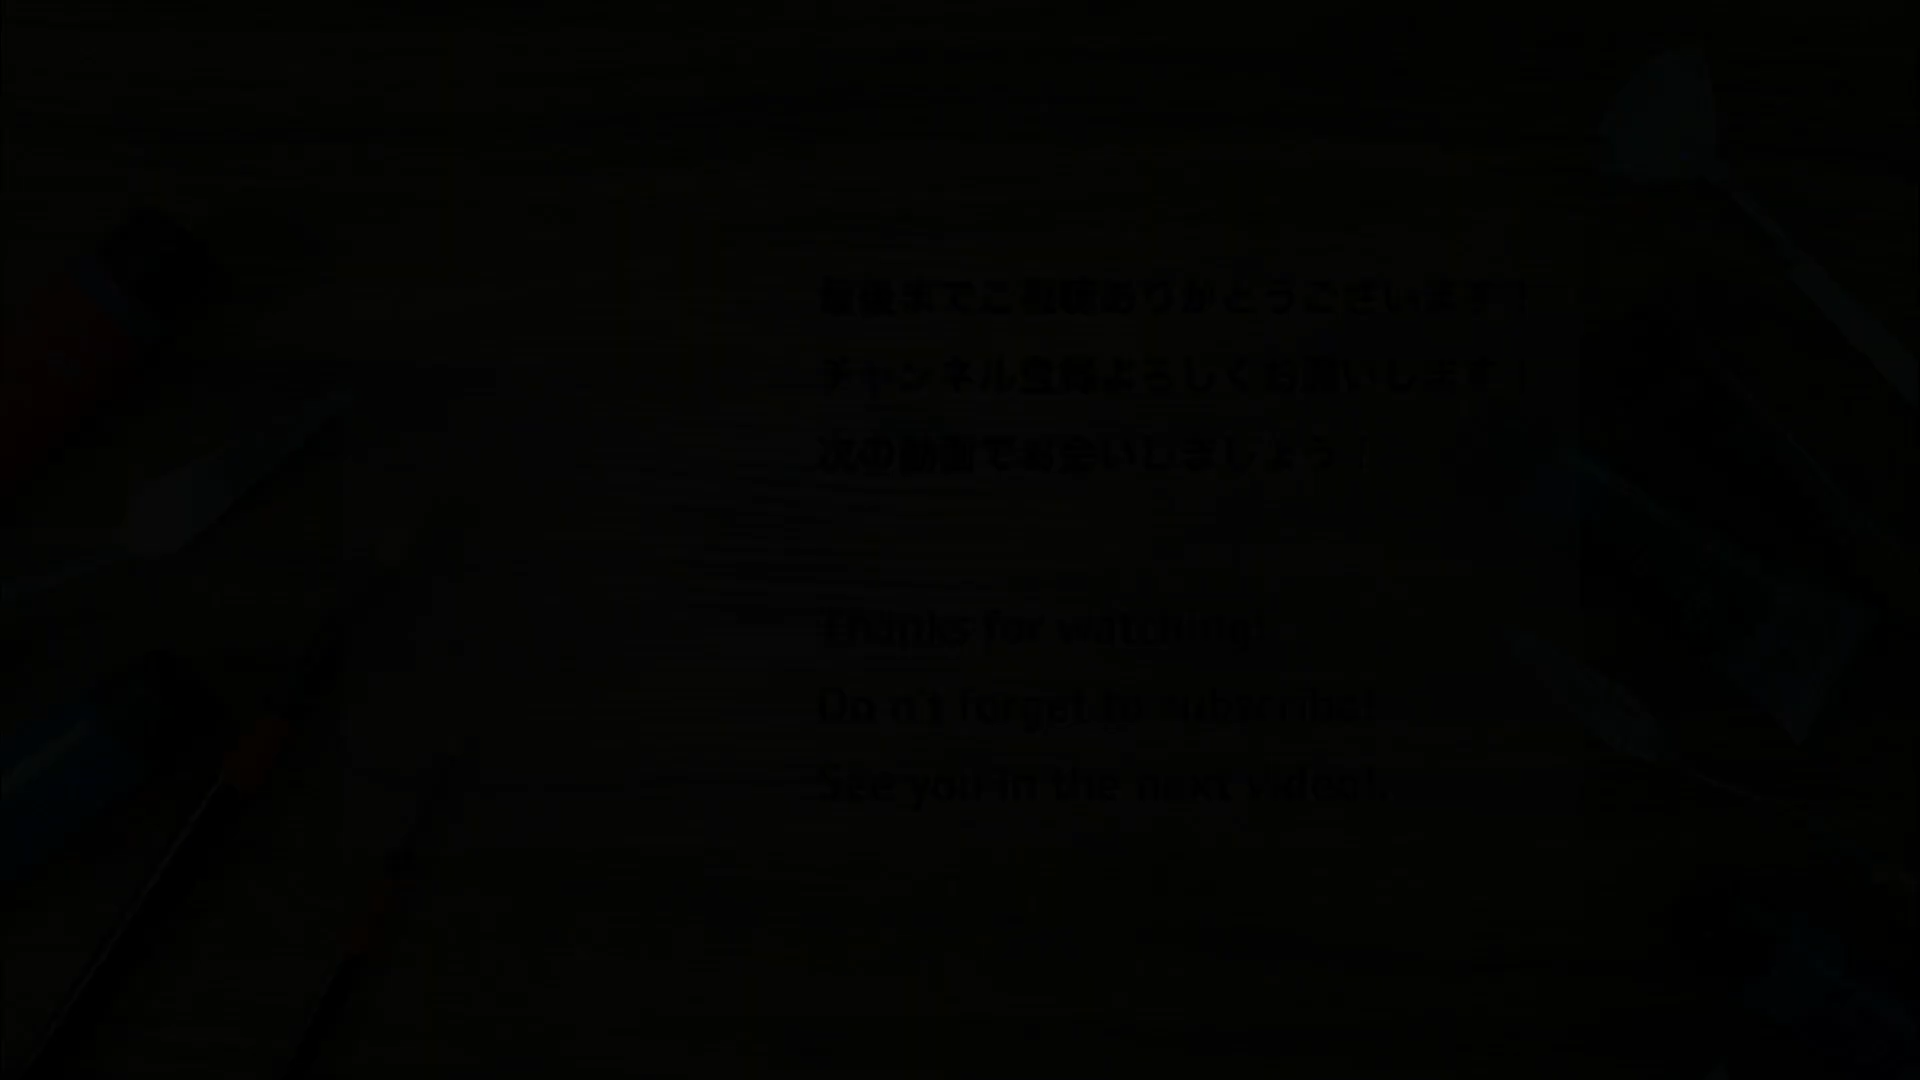 最後までご視聴ありがとうございます！
チャンネル登録よろしくお願いします！
次の動画でお会いしましょう！
Thanks for watching!
Don't forget to subscribe!
See you in the next video!